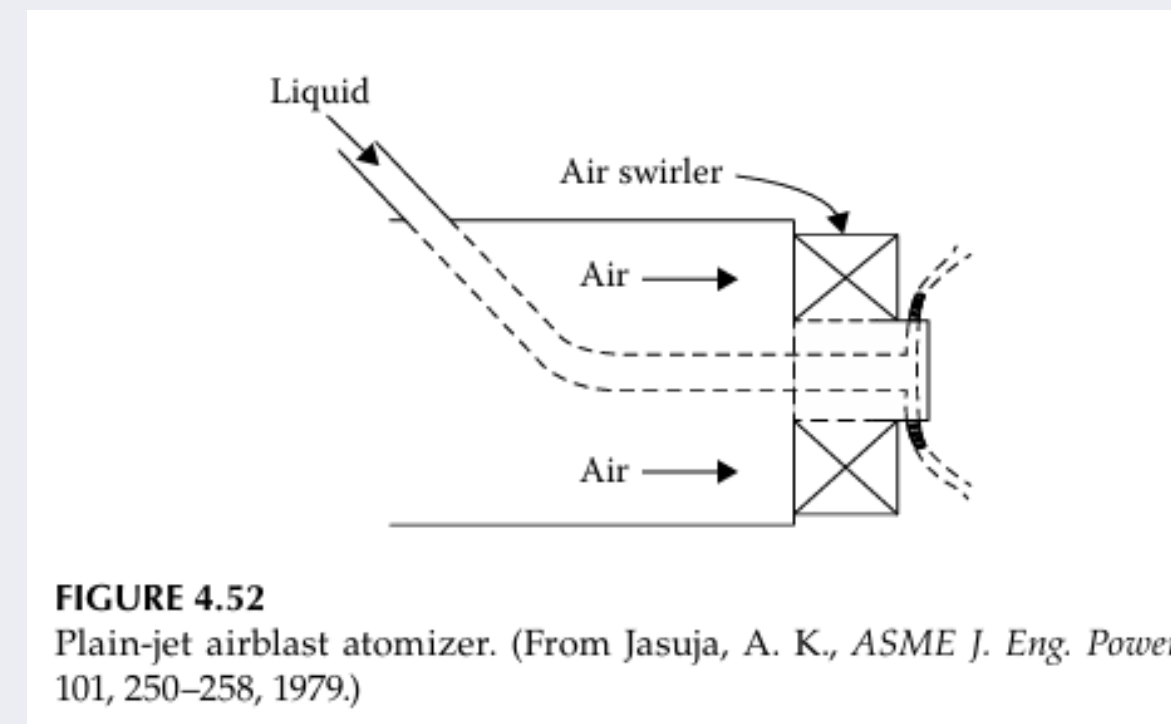 Liquid
Air swirler
Air
Air
FIGURE 4.52
Plain-jet airblast atomizer. (From Jasuja, A. K., ASME J. Eng. Power
101, 250–258, 1979.)